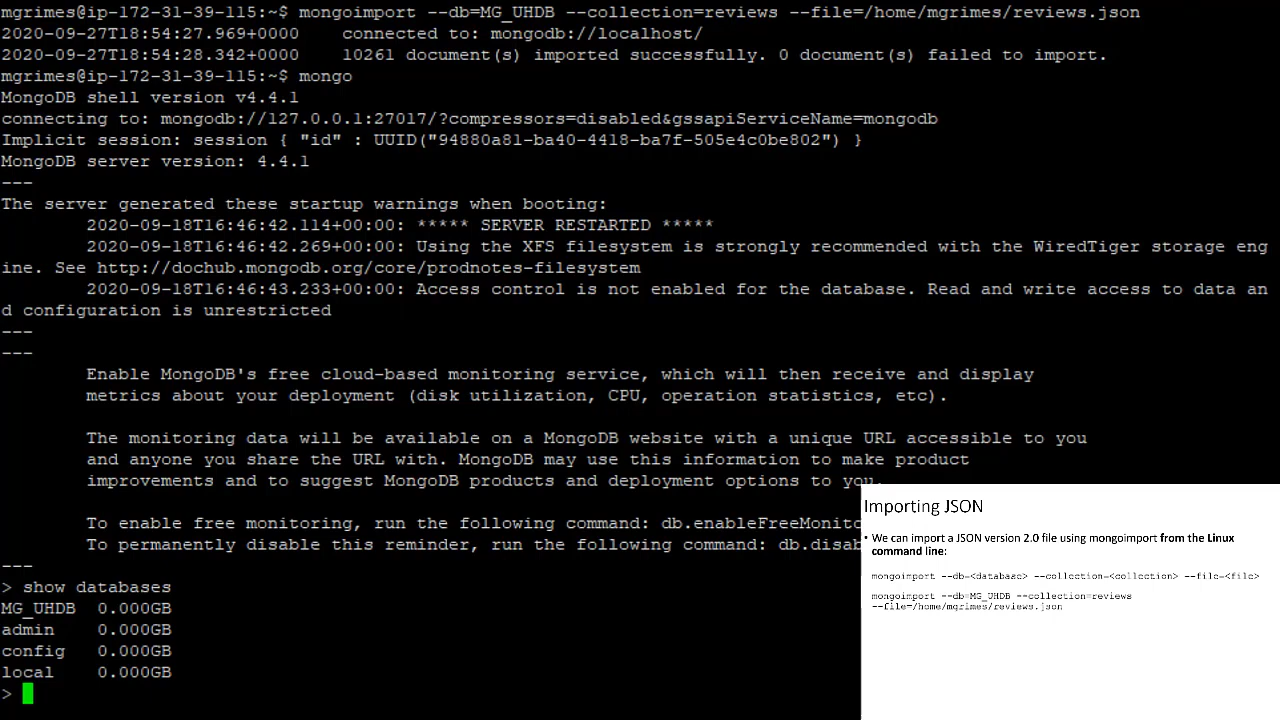 mgrimes@ip-172-31-39-115:~$ mongoimport --db=MG_UHDB --collection=reviews --file=/home/mgrimes/reviews.json
2020-09-27T18:54:27.969+0000    connected to: mongodb://localhost/
2020-09-27T18:54:28.342+0000    10261 document(s) imported successfully. 0 document(s) failed to import.
mgrimes@ip-172-31-39-115:~$ mongo
MongoDB shell version v4.4.1
connecting to: mongodb://127.0.0.1:27017/?compressors=disabled&gssapiServiceName=mongodb
Implicit session: session { "id" : UUID("94880a81-ba40-4418-ba7f-505e4c0be802") }
MongoDB server version: 4.4.1
---
The server generated these startup warnings when booting:
        2020-09-18T16:46:42.114+00:00: ***** SERVER RESTARTED *****
        2020-09-18T16:46:42.269+00:00: Using the XFS filesystem is strongly recommended with the WiredTiger storage eng
ine. See http://dochub.mongodb.org/core/prodnotes-filesystem
        2020-09-18T16:46:43.233+00:00: Access control is not enabled for the database. Read and write access to data an
d configuration is unrestricted
---
---
        Enable MongoDB's free cloud-based monitoring service, which will then receive and display
        metrics about your deployment (disk utilization, CPU, operation statistics, etc).
        The monitoring data will be available on a MongoDB website with a unique URL accessible to you
        and anyone you share the URL with. MongoDB may use this information to make product
        improvements and to suggest MongoDB products and deployment options to you.
        To enable free monitoring, run the following command: db.enableFreeMonito
        To permanently disable this reminder, run the following command: db.disab
---
> show databases
MG_UHDB  0.000GB
admin    0.000GB
config   0.000GB
local    0.000GB
>
Importing JSON
• We can import a JSON version 2.0 file using mongoimport from the Linux
command line:
mongoimport --db=<database> --collection=<collection> --file=<file>
mongoimport --db=MG_UHDB --collection=reviews
--file=/home/mgrimes/reviews.json